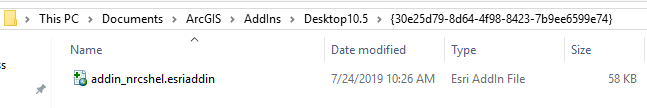 This PC > Documents > ArcGIS > AddIns > Desktop10.5 > {30e25d79-8d64-4f98-8423-7b9ee6599e74}
Name Date modified Type Size
ss
addin_nrcshel.esriaddin 7/24/2019 10:26 AM Esri AddIn File 58 KB